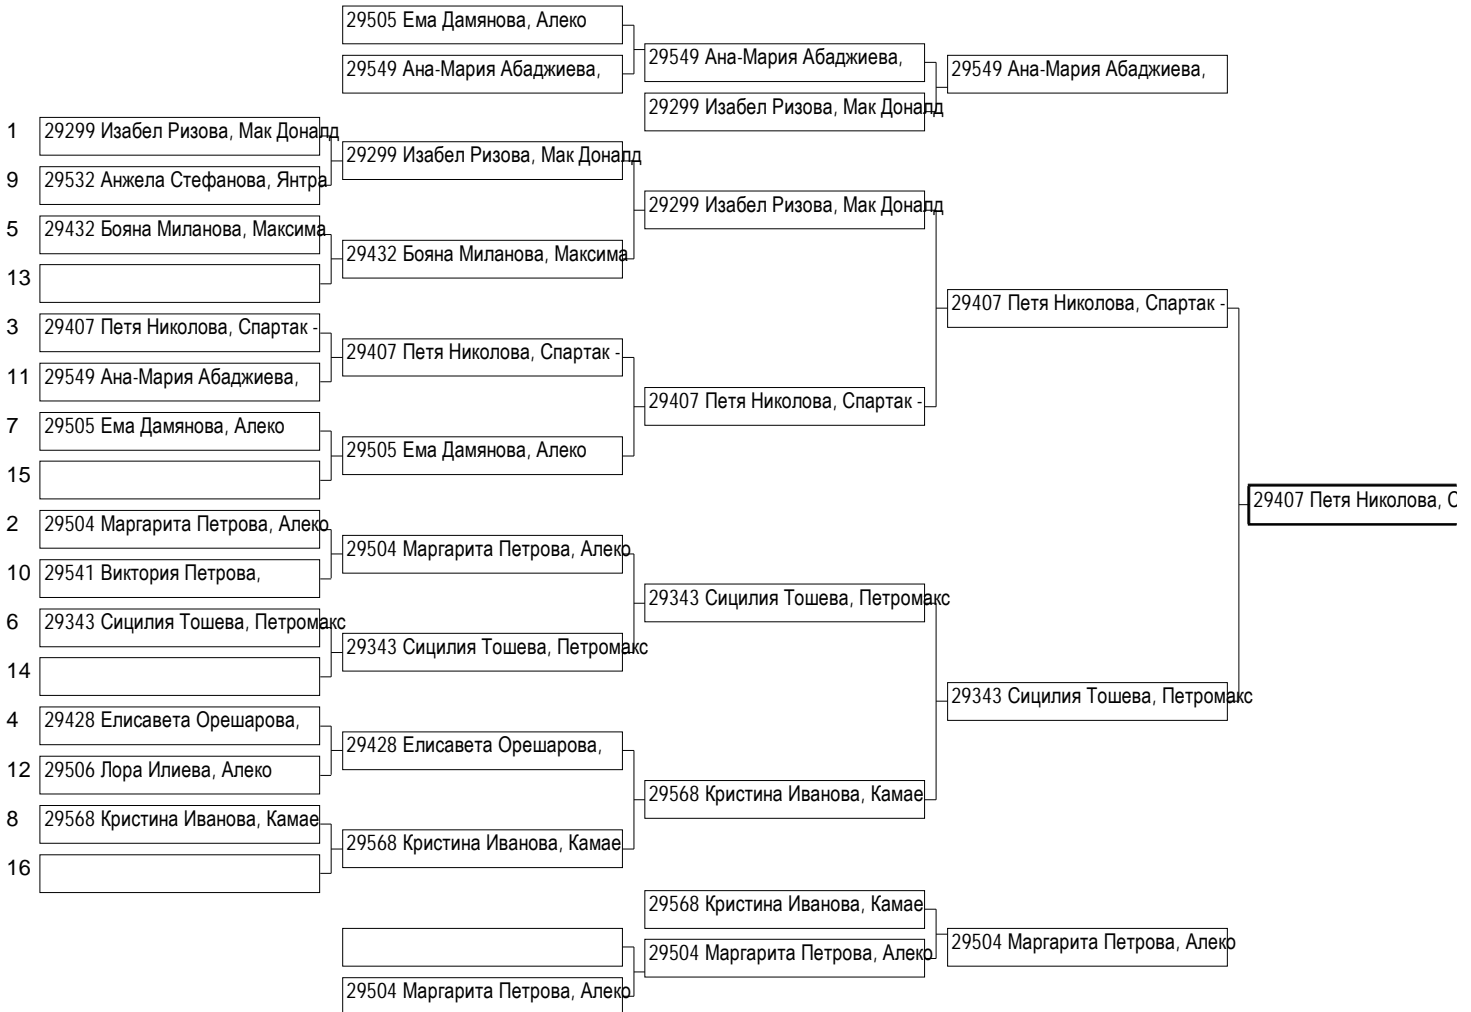 29505 Ема Дамянова, Алеко
29549 Ана-Мария Абаджиева,
29549 Ана-Мария Абаджиева,
29299 Изабел Ризова, Мак Доналд
29549 Ана-Мария Абаджиева,
1 29299 Изабел Ризова, Мак Доналд
9 29532 Анжела Стефанова, Янтра
5 29432 Бояна Миланова, Максима
13
3 29407 Петя Николова, Спартак -
11 29549 Ана-Мария Абаджиева,
7 29505 Ема Дамянова, Алеко
15
2 29504 Маргарита Петрова, Алеко
10 29541 Виктория Петрова,
6 29343 Сицилия Тошева, Петромакс
14
4 29428 Елисавета Орешарова,
12 29506 Лора Илиева, Алеко
8 29568 Кристина Иванова, Камае
16
29299 Изабел Ризова, Мак Доналд
29432 Бояна Миланова, Максима
29407 Петя Николова, Спартак -
29505 Ема Дамянова, Алеко
29504 Маргарита Петрова, Алеко
29343 Сицилия Тошева, Петромакс
29428 Елисавета Орешарова,
29568 Кристина Иванова, Камае
29299 Изабел Ризова, Мак Доналд
29407 Петя Николова, Спартак -
29343 Сицилия Тошева, Петромакс
29568 Кристина Иванова, Камае
29407 Петя Николова, Спартак -
29343 Сицилия Тошева, Петромакс
29407 Петя Николова, С
29504 Маргарита Петрова, Алеко
29568 Кристина Иванова, Камае
29504 Маргарита Петрова, Алеко
29504 Маргарита Петрова, Алеко